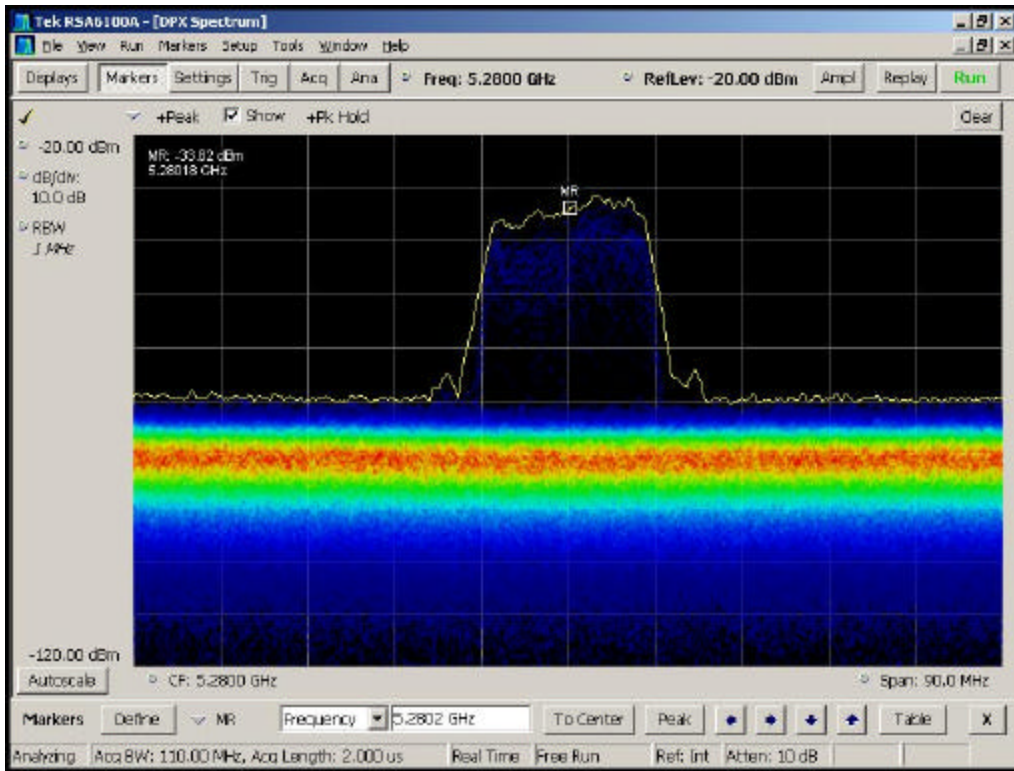 Tek RSA6100A - [DPX Spectrum]
File View Run Markers Setup Tools Window Help
Displays Markers Settings Trig Acq Ana Freq: 5.2800 GHz RefLev: -20.00 dBm Ampl Replay Run
+Peak Show +Pk Hold Clear
-20.00 dBm
dB/div:
10.0 dB
RBW
1 MHz
MR: -33.82 dBm
5.28018 GHz
MR
-120.00 dBm
Autoscale CF: 5.2800 GHz Span: 90.0 MHz
Markers Define MR Frequency 5.2802 GHz To Center Peak Table X
Analyzing Acq BW: 110.00 MHz, Acq Length: 2.000 us Real Time Free Run Ref: Int Atten: 10 dB